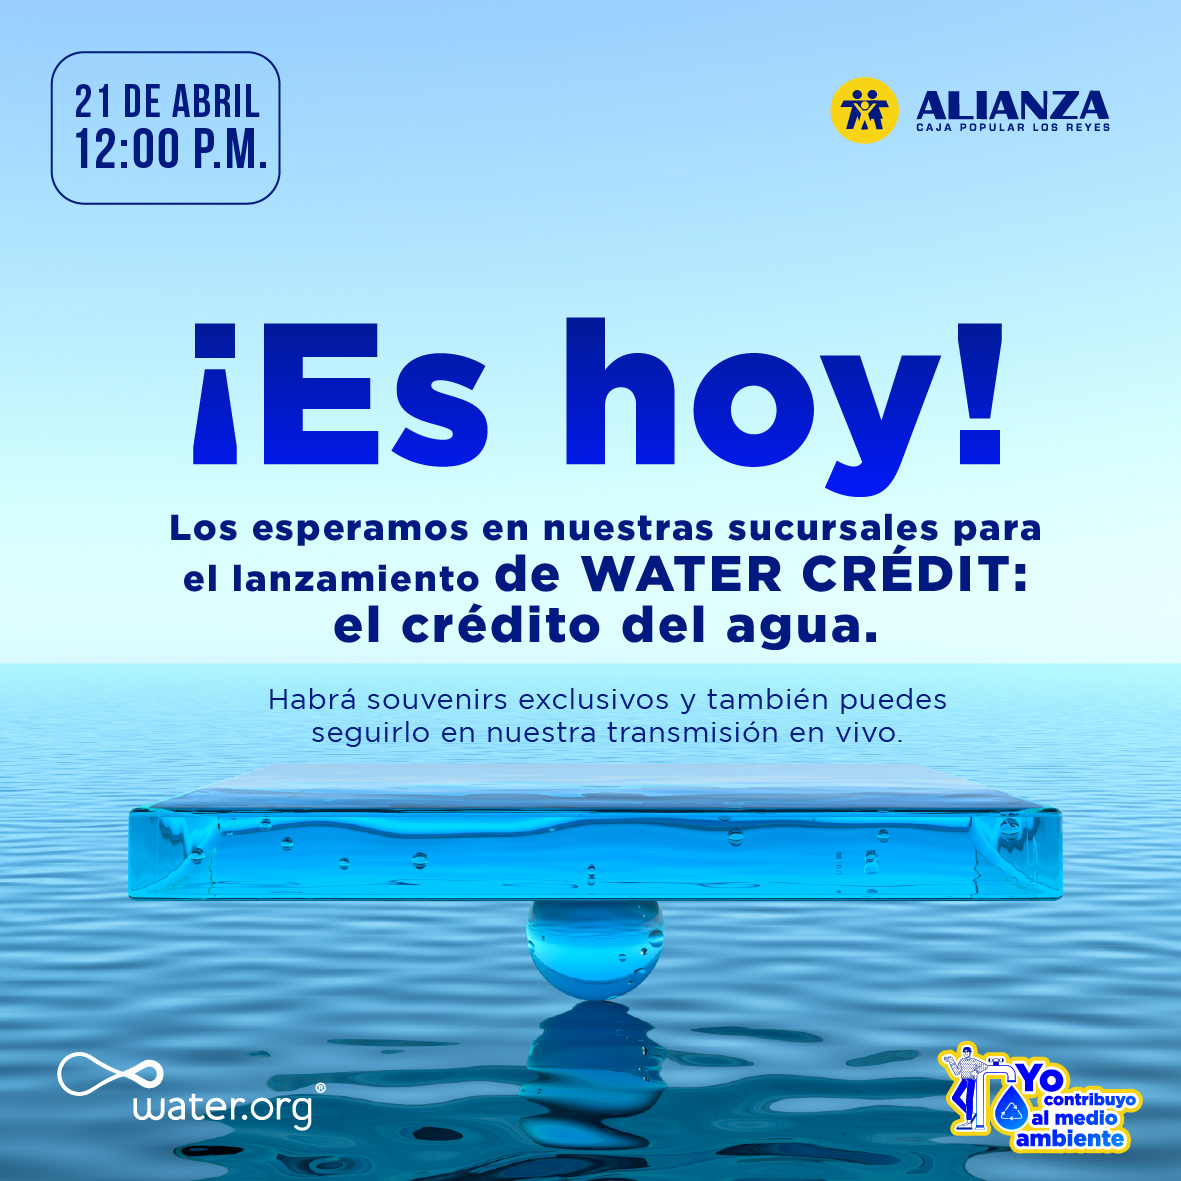 21 DE ABRIL
12:00 P.M.
ALIANZA
CAJA POPULAR LOS REYES
¡Es hoy!
Los esperamos en nuestras sucursales para
el lanzamiento de WATER CRÉDIT:
el crédito del agua.
Habrá souvenirs exclusivos y también puedes
seguirlo en nuestra transmisión en vivo.
water.org®
Yo
contribuyo
al medio
ambiente